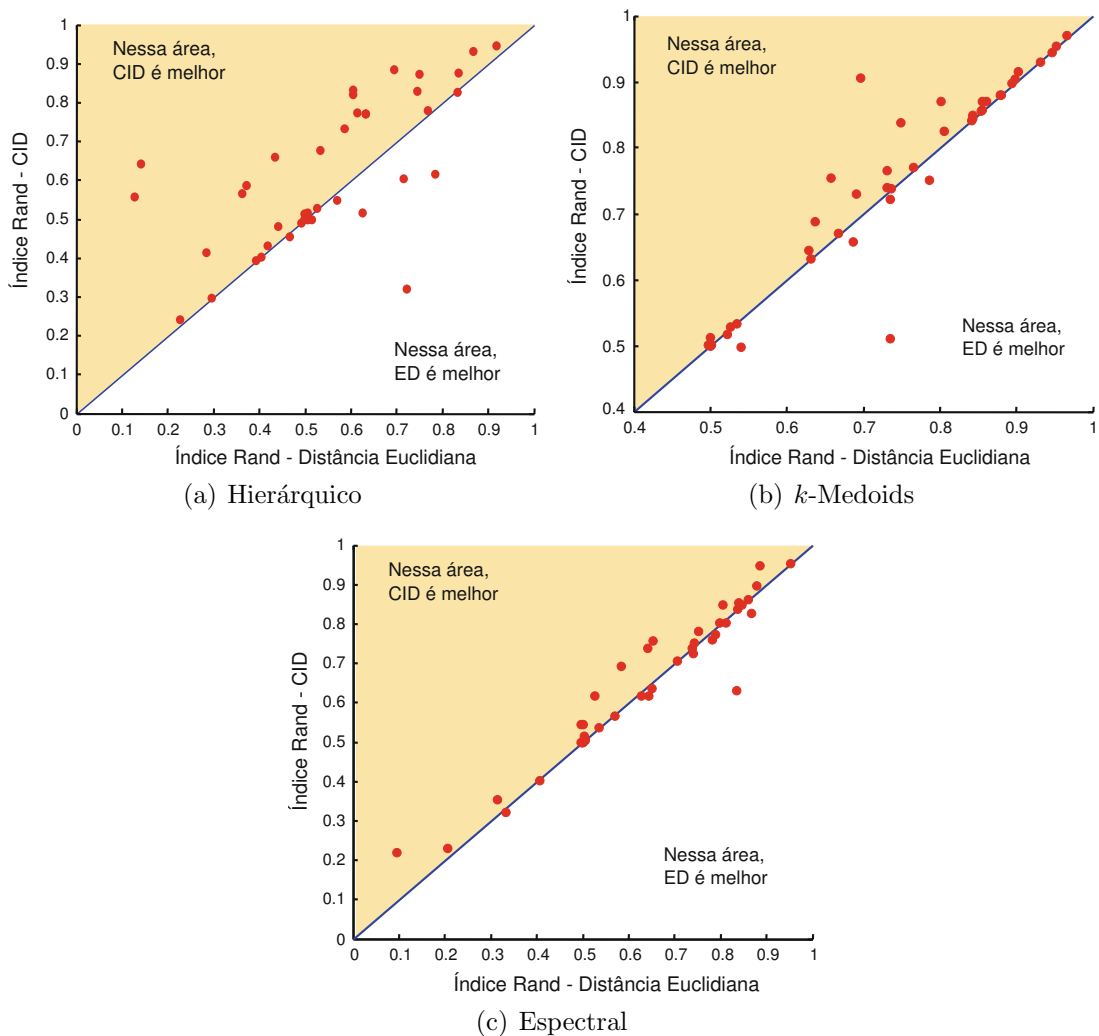 1
0.9
0.8
0.7
0.6
0.5
0.4
0.3
0.2
0.1
0
Índice Rand - CID
Nessa área,
CID é melhor
Nessa área,
ED é melhor
0 0.1 0.2 0.3 0.4 0.5 0.6 0.7 0.8 0.9 1
Índice Rand - Distância Euclidiana
(a) Hierárquico
1
0.9
0.8
0.7
0.6
0.5
0.4
Índice Rand - CID
Nessa área,
CID é melhor
Nessa área,
ED é melhor
0.4 0.5 0.6 0.7 0.8 0.9 1
Índice Rand - Distância Euclidiana
(b) k-Medoids
1
0.9
0.8
0.7
0.6
0.5
0.4
0.3
0.2
0.1
0
Índice Rand - CID
Nessa área,
CID é melhor
Nessa área,
ED é melhor
0 0.1 0.2 0.3 0.4 0.5 0.6 0.7 0.8 0.9 1
Índice Rand - Distância Euclidiana
(c) Espectral